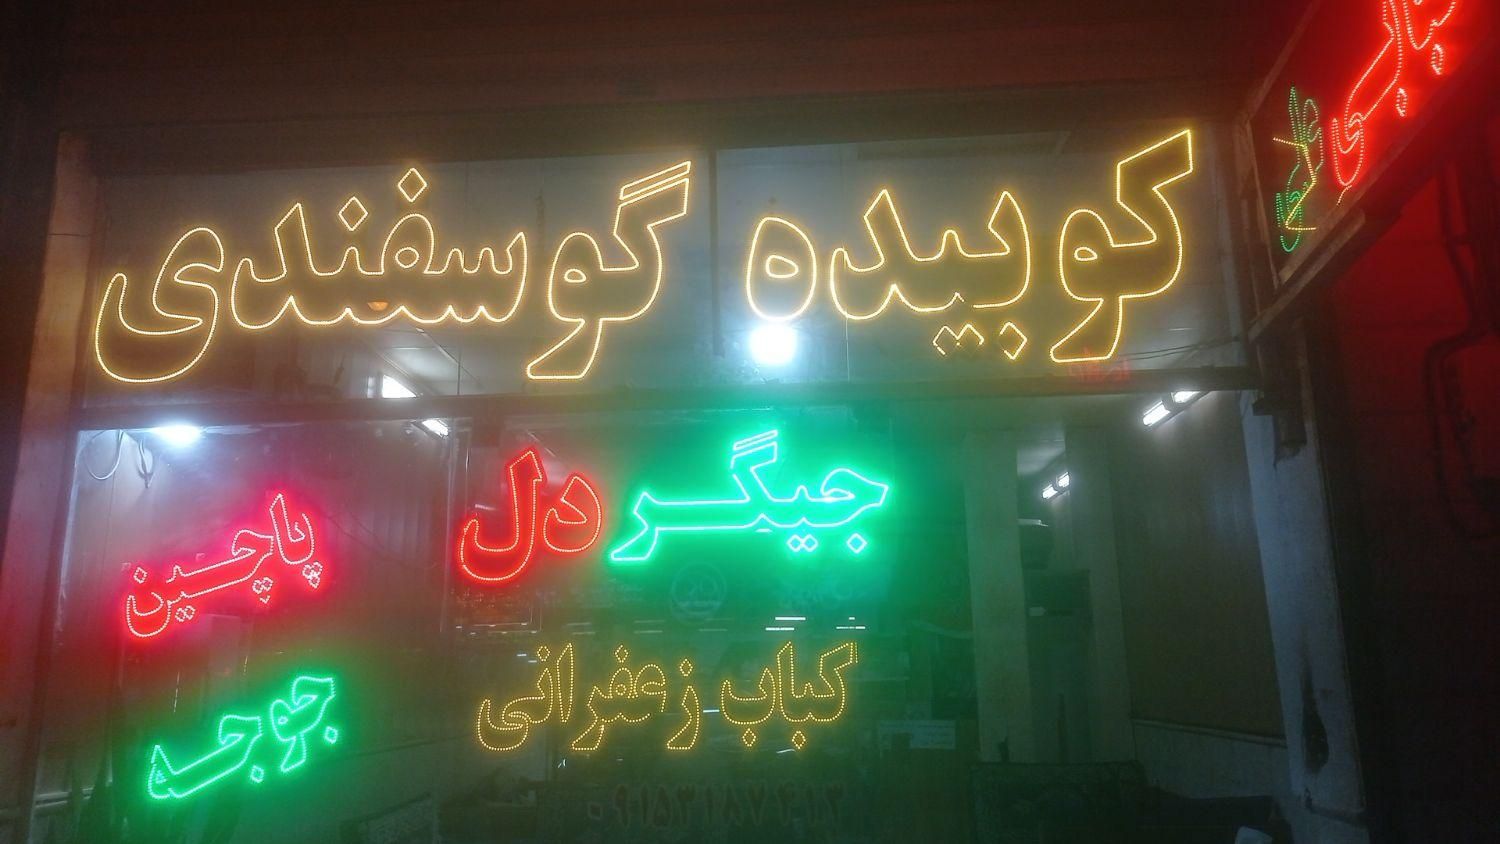 کوبیده گوسفندی
جیگر دل
پاچین
کباب زعفرانی
جوجه